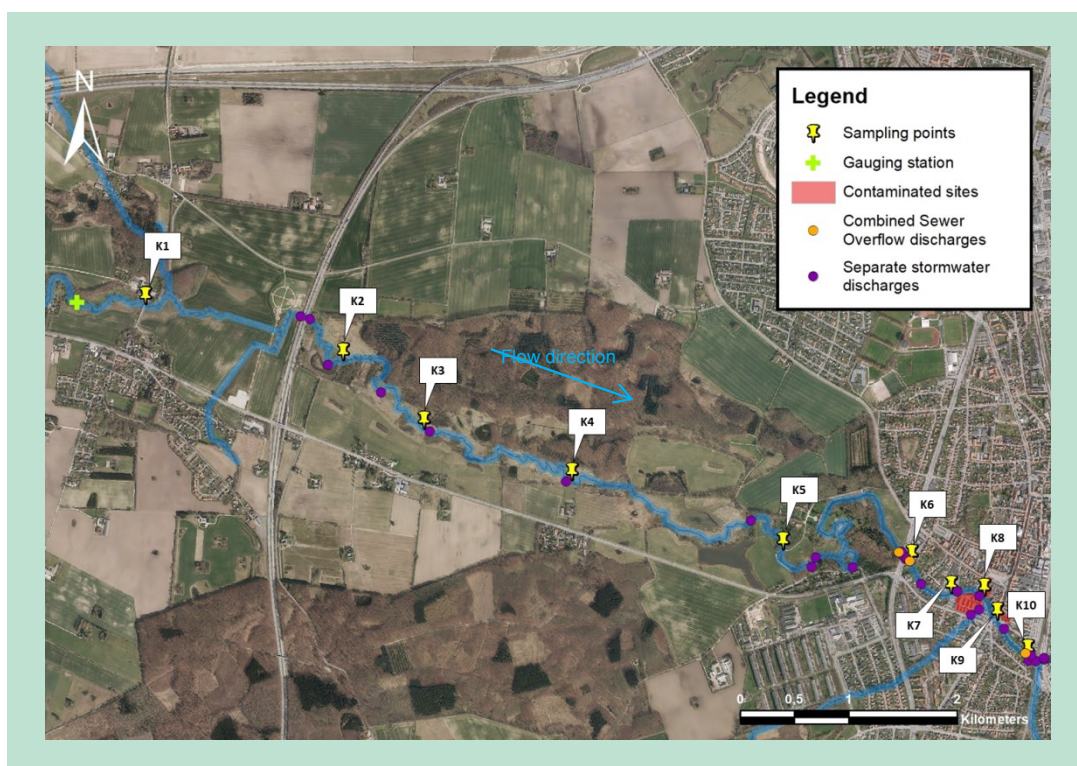 N
Legend
Sampling points
Gauging station
Contaminated sites
Combined Sewer
Overflow discharges
Separate stormwater
discharges
K1
K2
Flow direction
K3
K4
K5
K6
K8
K7
K10
K9
0 0,5 1 2
Kilometers